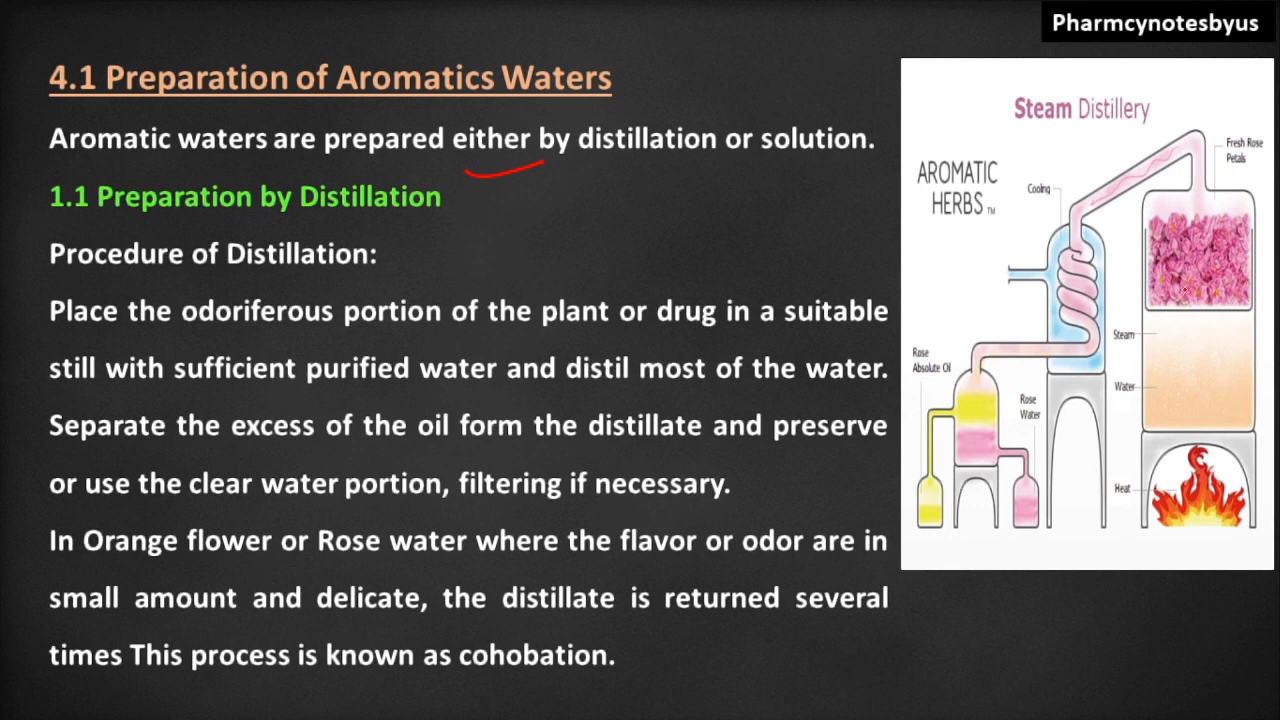 Pharmcynotesbyus
4.1 Preparation of Aromatics Waters
Aromatic waters are prepared either by distillation or solution.
1.1 Preparation by Distillation
Procedure of Distillation:
Place the odoriferous portion of the plant or drug in a suitable
still with sufficient purified water and distil most of the water.
Separate the excess of the oil form the distillate and preserve
or use the clear water portion, filtering if necessary.
In Orange flower or Rose water where the flavor or odor are in
small amount and delicate, the distillate is returned several
times This process is known as cohobation.
Steam Distillery
AROMATIC
HERBS TM
Fresh Rose
Petals
Cooling
Steam
Water
Rose
Absolute Oil
Rose
Water
Heat